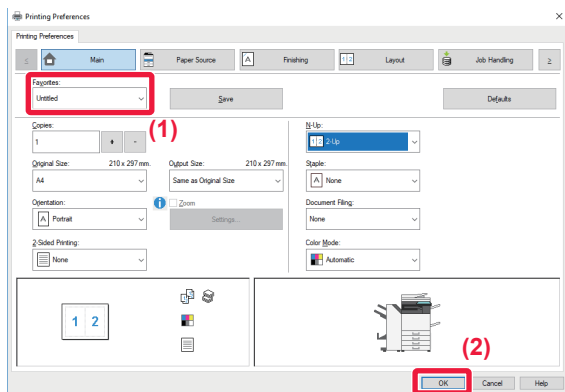 Printing Preferences
Printing Preferences
< Main Paper Source Finishing Layout Job Handling >
Favorites:
Untitled Save Defaults
(1)
Copies: N-Up:
1 + - 2-Up
Original Size: 210 x 297 mm. Output Size: 210 x 297 mm. Staple:
A4 Same as Original Size None
Orientation: Zoom Document Filing:
Portrait Settings... None
2-Sided Printing: Color Mode:
None Automatic
1 2
(2)
OK Cancel Help